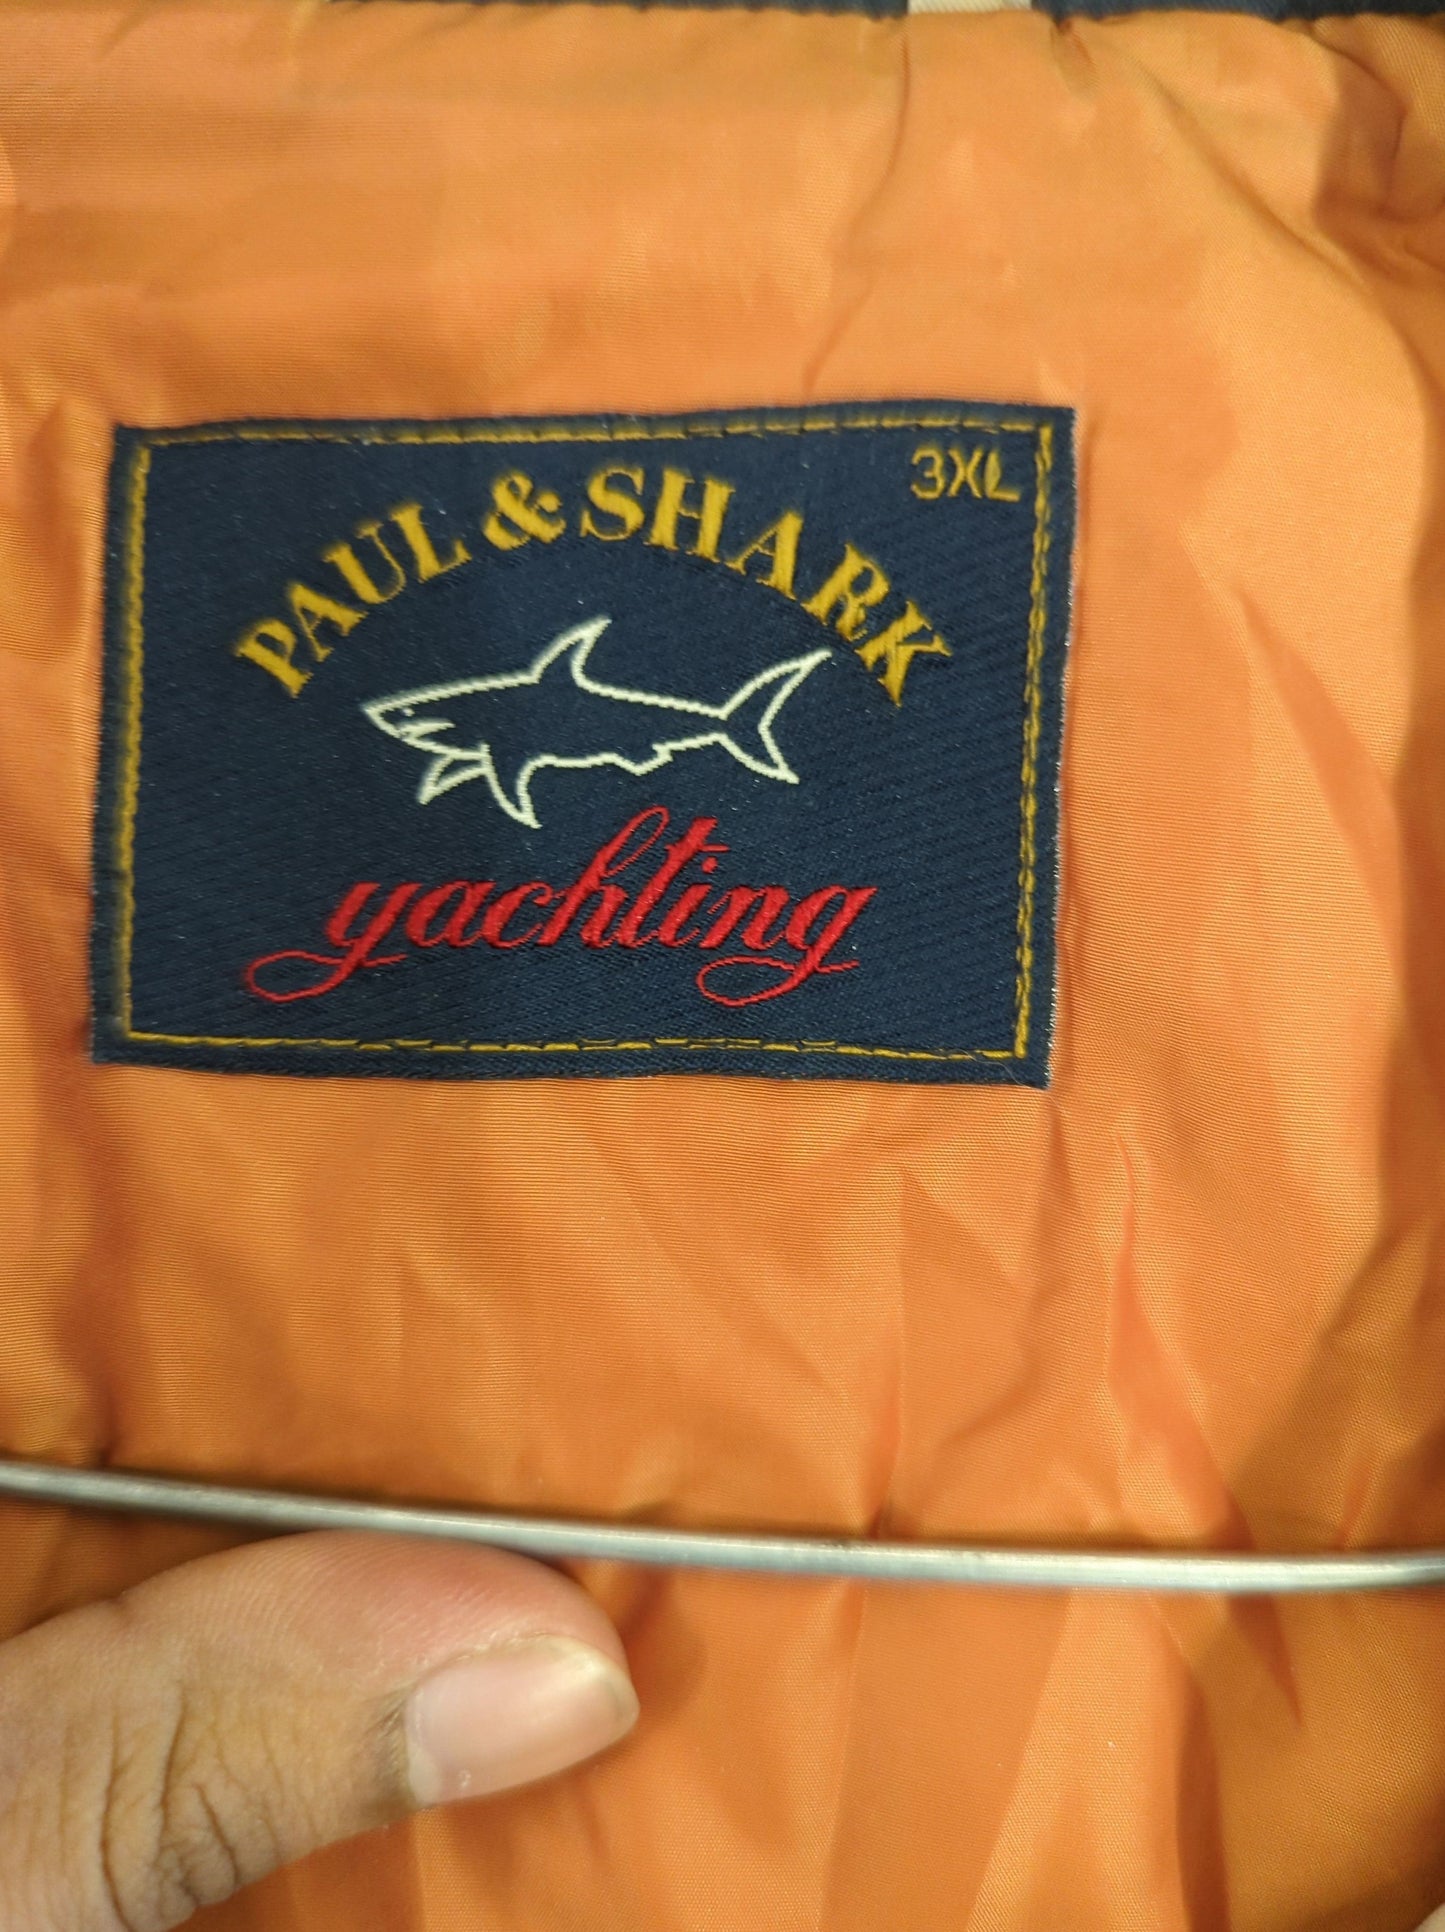 3XL
PAUL & SHARK
yachting